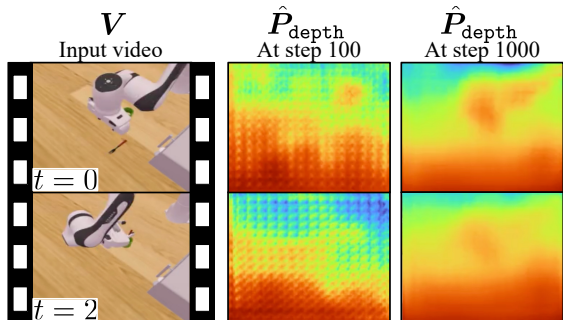 V P̂depth P̂depth
Input video At step 100 At step 1000
t = 0
t = 2